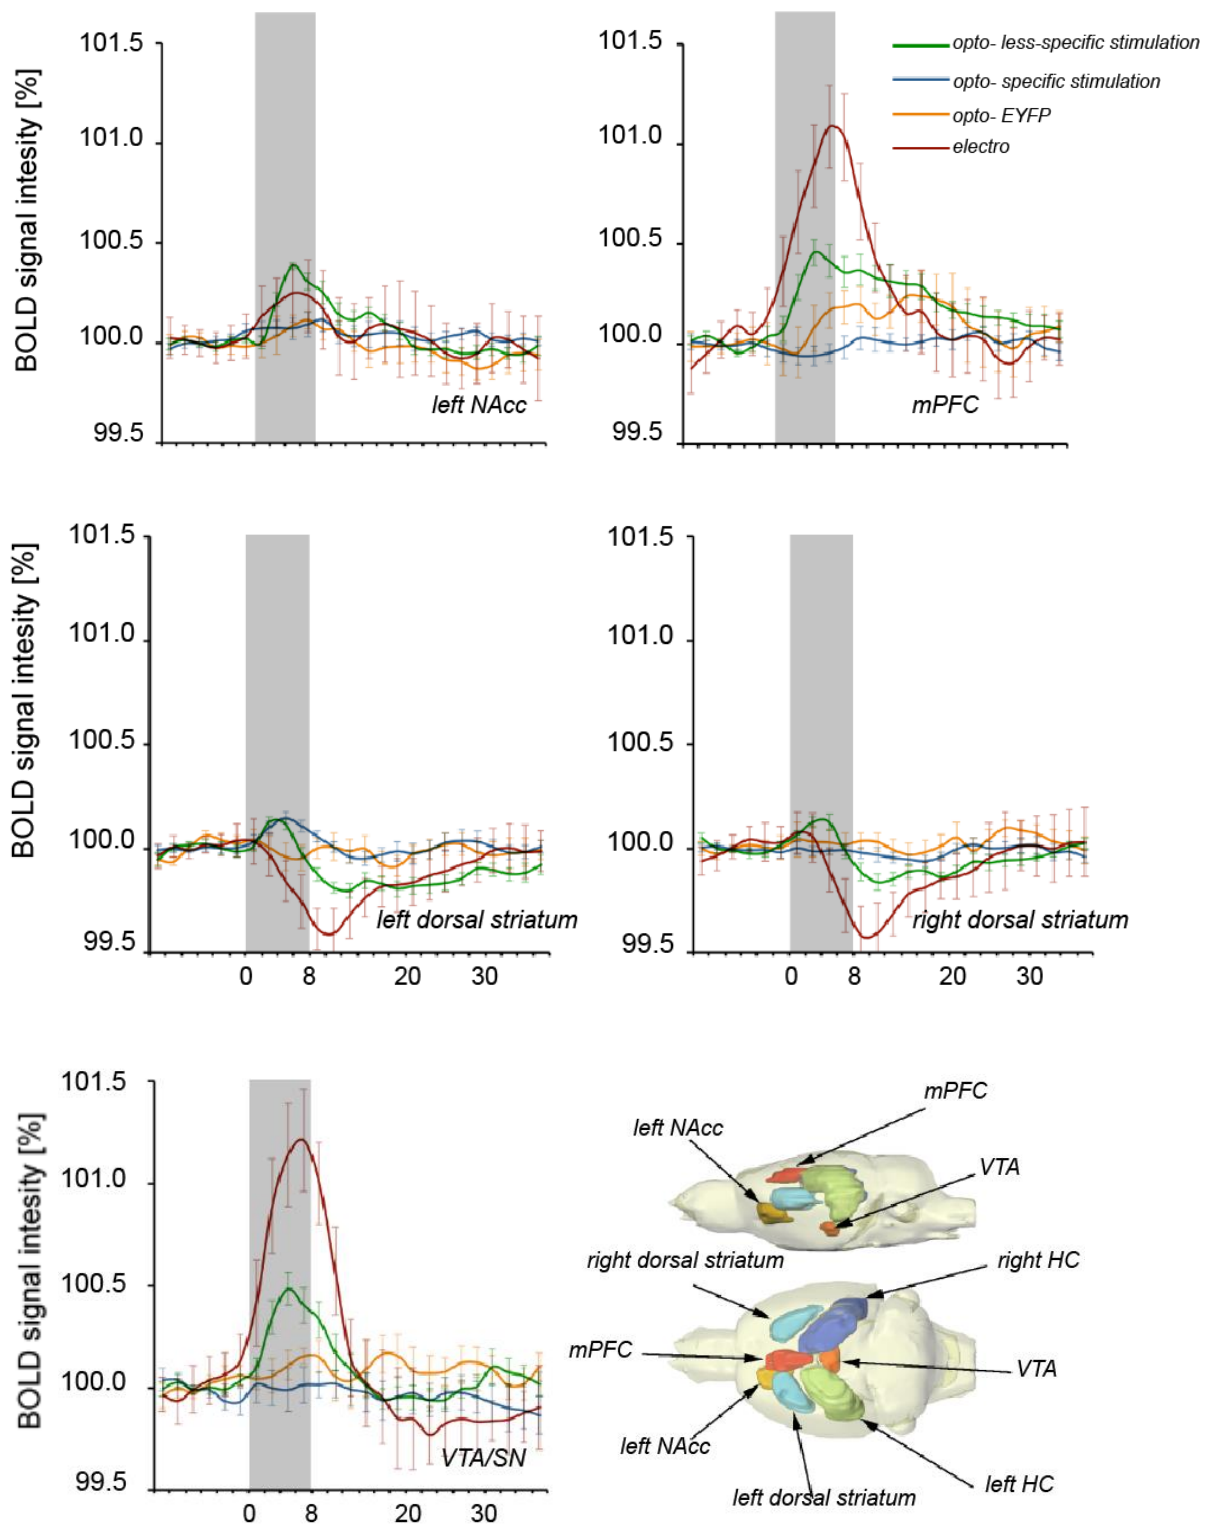 101.5
101.0
100.5
100.0
99.5
BOLD signal intesity [%]
left NAcc
101.5
101.0
100.5
100.0
99.5
mPFC
opto- less-specific stimulation
opto- specific stimulation
opto- EYFP
electro
101.5
101.0
100.5
100.0
99.5
BOLD signal intesity [%]
left dorsal striatum
0 8 20 30
101.5
101.0
100.5
100.0
99.5
right dorsal striatum
0 8 20 30
101.5
101.0
100.5
100.0
99.5
BOLD signal intesity [%]
VTA/SN
0 8 20 30
mPFC
left NAcc
VTA
right dorsal striatum
right HC
mPFC
VTA
left NAcc
left HC
left dorsal striatum